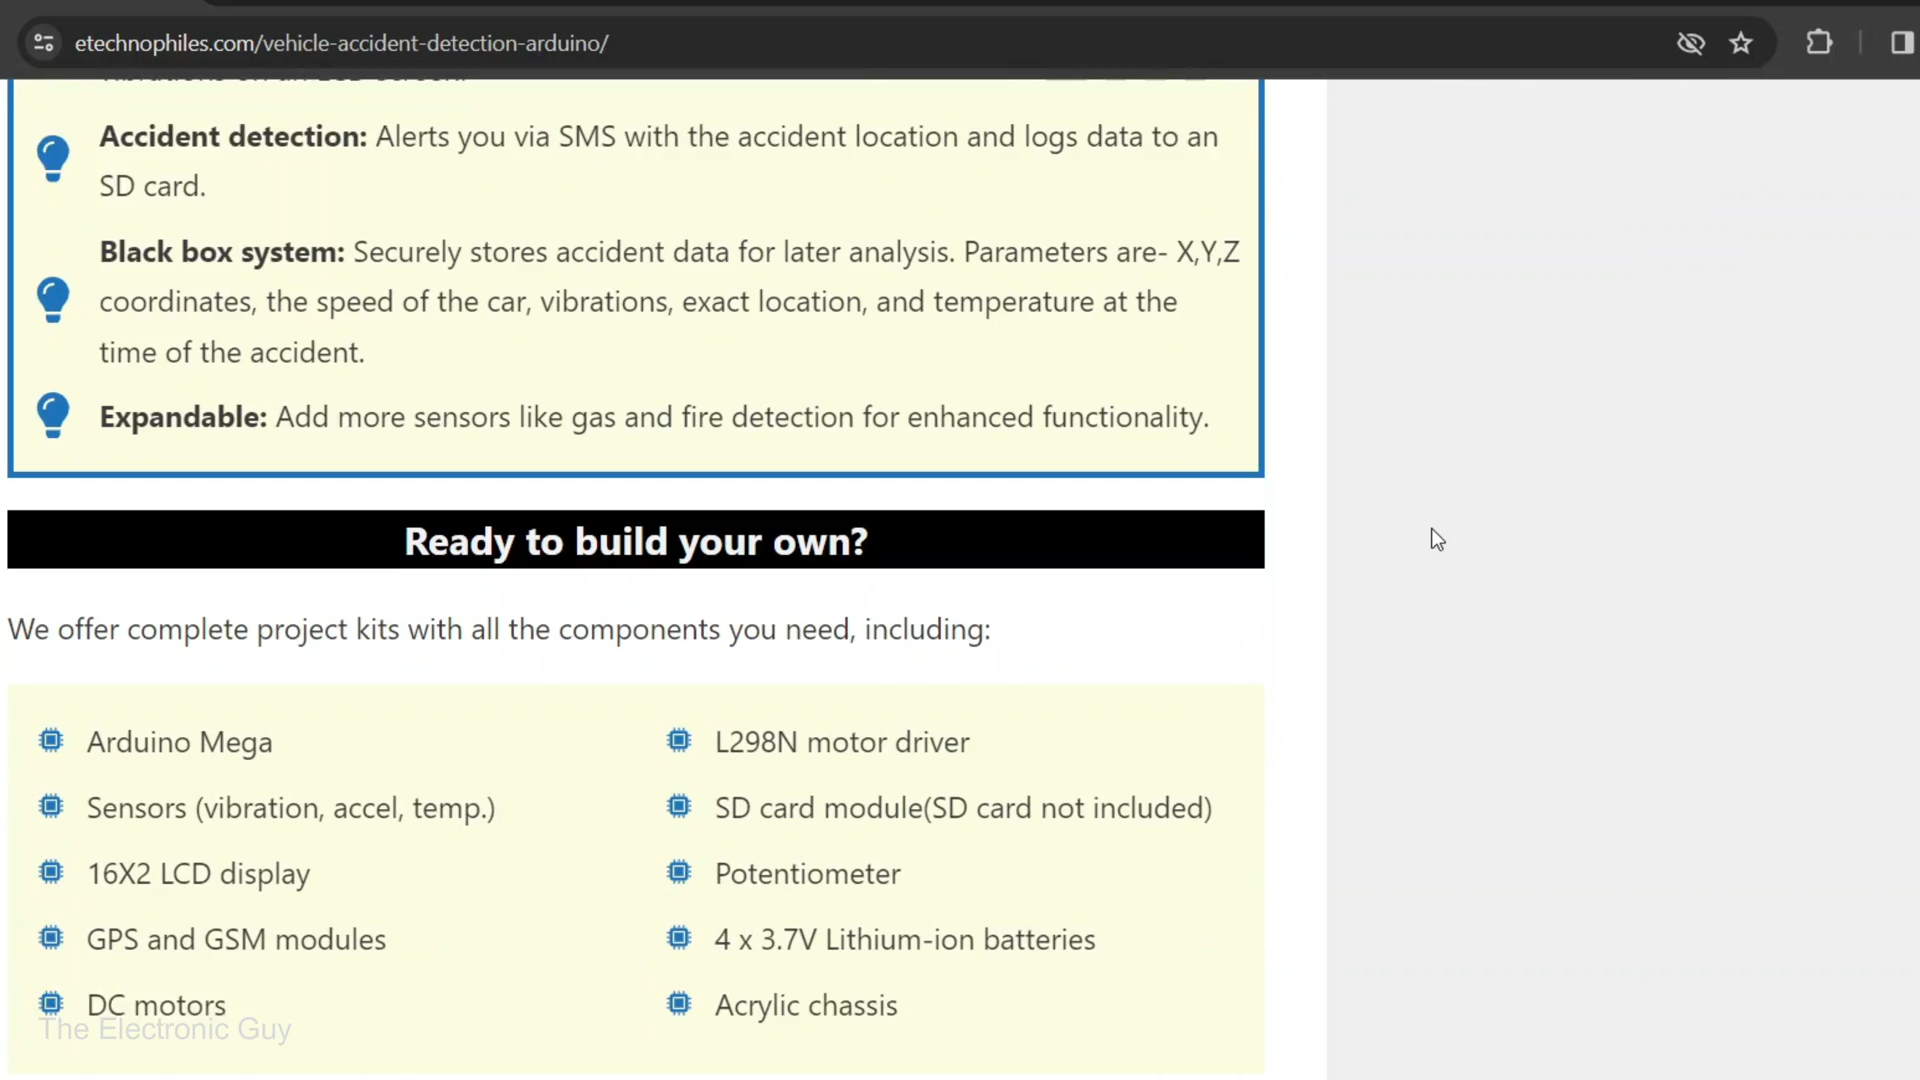 etechnophiles.com/vehicle-accident-detection-arduino/
Accident detection: Alerts you via SMS with the accident location and logs data to an
SD card.
Black box system: Securely stores accident data for later analysis. Parameters are- X,Y,Z
coordinates, the speed of the car, vibrations, exact location, and temperature at the
time of the accident.
Expandable: Add more sensors like gas and fire detection for enhanced functionality.
Ready to build your own?
We offer complete project kits with all the components you need, including:
Arduino Mega
Sensors (vibration, accel, temp.)
16X2 LCD display
GPS and GSM modules
DC motors
L298N motor driver
SD card module(SD card not included)
Potentiometer
4 x 3.7V Lithium-ion batteries
Acrylic chassis
The Electronic Guy